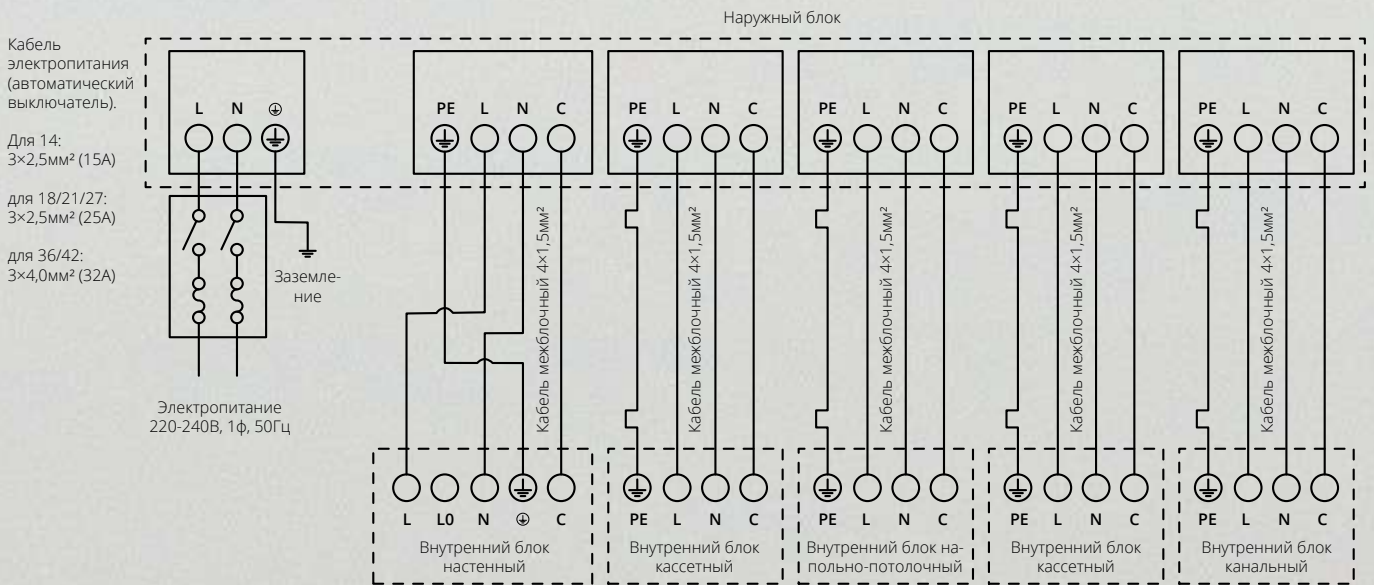 Наружный блок
Кабель
электропитания
(автоматический
выключатель).
Для 14:
3×2,5мм² (15А)
для 18/21/27:
3×2,5мм² (25А)
для 36/42:
3×4,0мм² (32А)
L N
PE L N C
PE L N C
PE L N C
PE L N C
PE L N C
Заземле-
ние
Электропитание
220-240В, 1ф, 50Гц
Кабель межблочный 4×1,5мм²
Кабель межблочный 4×1,5мм²
Кабель межблочный 4×1,5мм²
Кабель межблочный 4×1,5мм²
Кабель межблочный 4×1,5мм²
L L0 N C
Внутренний блок
настенный
PE L N C
Внутренний блок
кассетный
PE L N C
Внутренний блок на-
польно-потолочный
PE L N C
Внутренний блок
кассетный
PE L N C
Внутренний блок
канальный